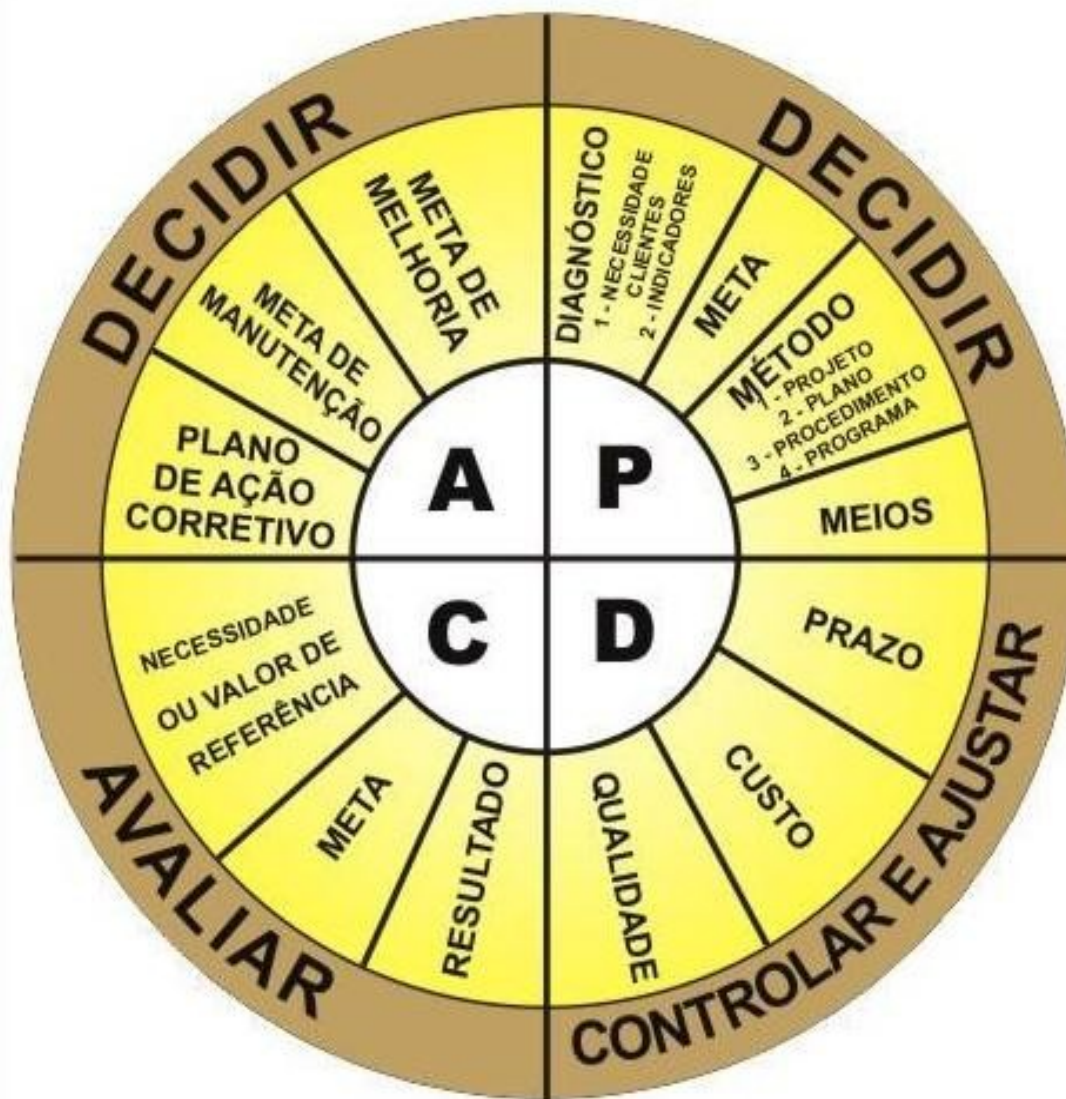 DECIDIR
DIAGNÓSTICO
1 - NECESSIDADE
CLIENTES
2 - INDICADORES
META
MÉTODO
1 - PROJETO
2 - PLANO
3 - PROCEDIMENTO
4 - PROGRAMA
MEIOS
P
CONTROLAR E AJUSTAR
PRAZO
CUSTO
QUALIDADE
D
AVALIAR
RESULTADO
META
NECESSIDADE
OU VALOR DE
REFERÊNCIA
C
DECIDIR
PLANO
DE AÇÃO
CORRETIVO
META DE
MANUTENÇÃO
META DE
MELHORIA
A